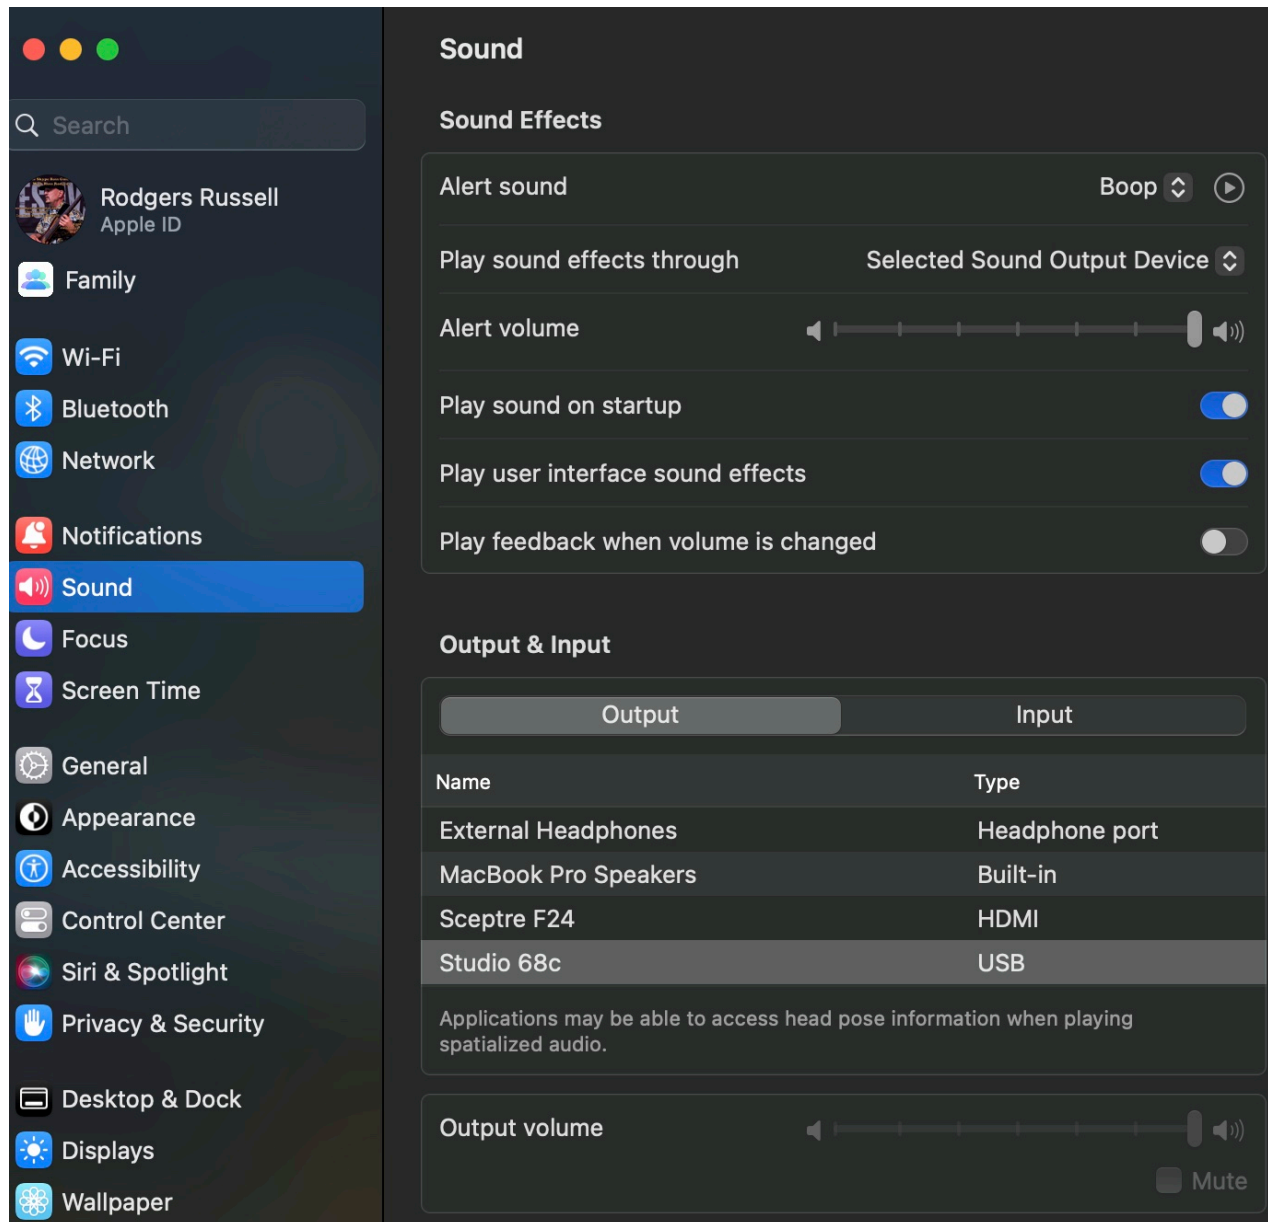 Search
Rodgers Russell
Apple ID
Family
Wi-Fi
Bluetooth
Network
Notifications
Sound
Focus
Screen Time
General
Appearance
Accessibility
Control Center
Siri & Spotlight
Privacy & Security
Desktop & Dock
Displays
Wallpaper
Sound
Sound Effects
Alert sound Boop
Play sound effects through Selected Sound Output Device
Alert volume
Play sound on startup
Play user interface sound effects
Play feedback when volume is changed
Output & Input
Output Input
Name Type
External Headphones Headphone port
MacBook Pro Speakers Built-in
Sceptre F24 HDMI
Studio 68c USB
Applications may be able to access head pose information when playing
spatialized audio.
Output volume
Mute